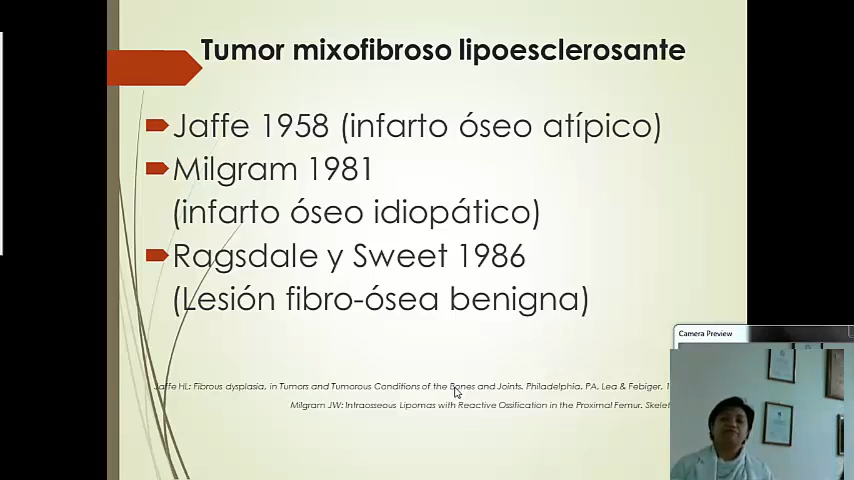 Tumor mixofibroso lipoesclerosante
Jaffe 1958 (infarto óseo atípico)
Milgram 1981
(infarto óseo idiopático)
Ragsdale y Sweet 1986
(Lesión fibro-ósea benigna)
Camera Preview
Jaffe HL: Fibrous dysplasia, in Tumors and Tumorous Conditions of the Bones and Joints. Philadelphia, PA, Lea & Febiger,
Milgram JW: Intraosseous Lipomas with Reactive Ossification in the Proximal Femur.